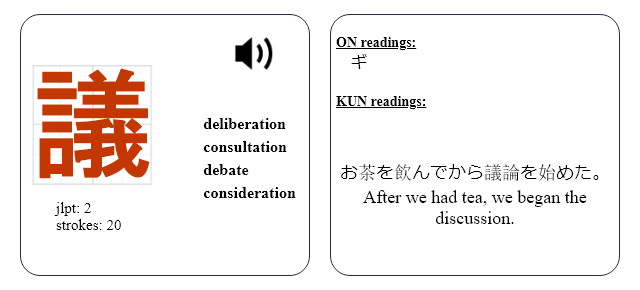 議
deliberation
consultation
debate
consideration
jlpt: 2
strokes: 20
ON readings:
ギ
KUN readings:
お茶を飲んでから議論を始めた。
After we had tea, we began the
discussion.